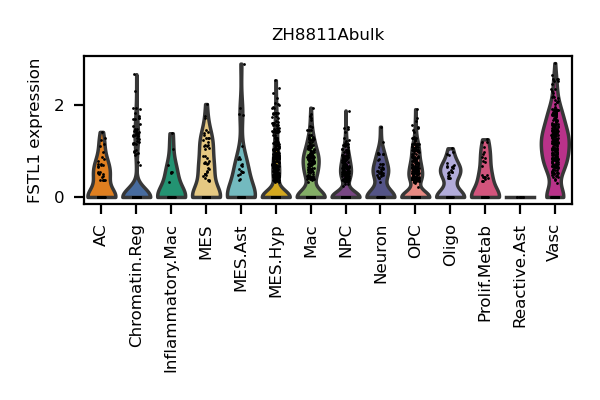 ZH8811Abulk
FSTL1 expression
2
0
AC
Chromatin.Reg
Inflammatory.Mac
MES
MES.Ast
MES.Hyp
Mac
NPC
Neuron
OPC
Oligo
Prolif.Metab
Reactive.Ast
Vasc